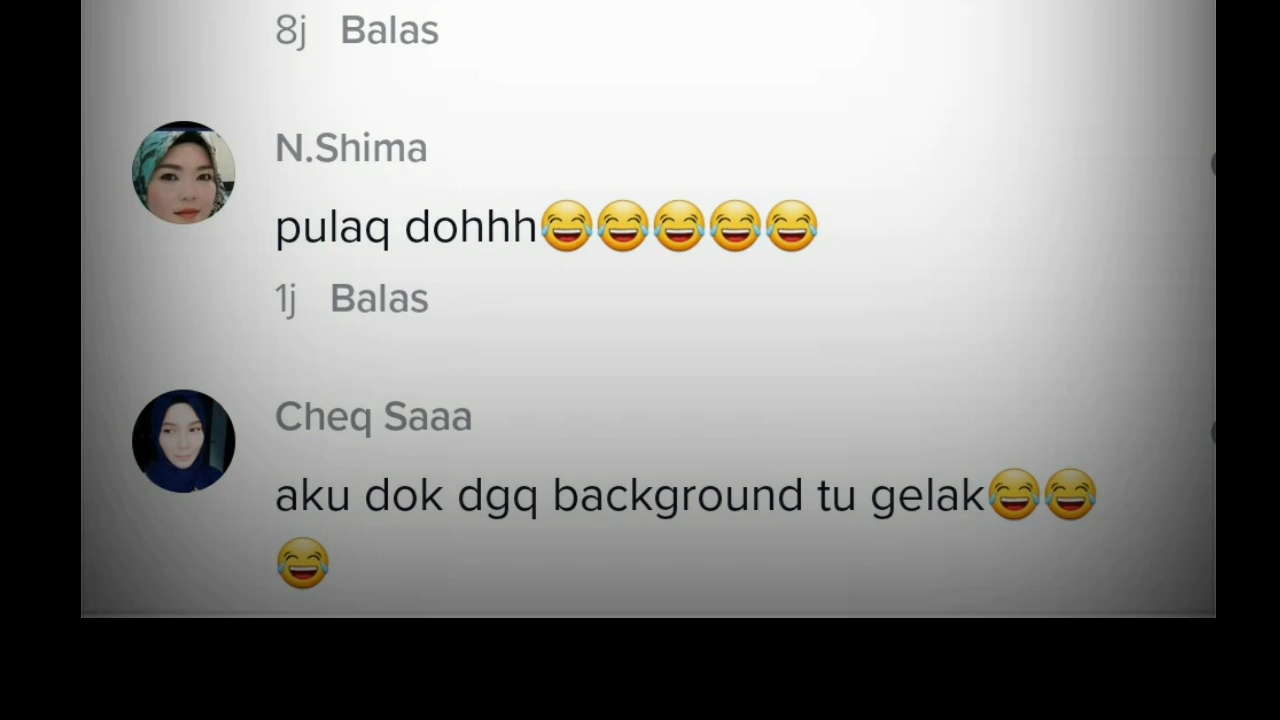 8j Balas
N.Shima
pulaq dohhh😂😂😂😂😂
1j Balas
Cheq Saaa
aku dok dgq background tu gelak😂😂
😂